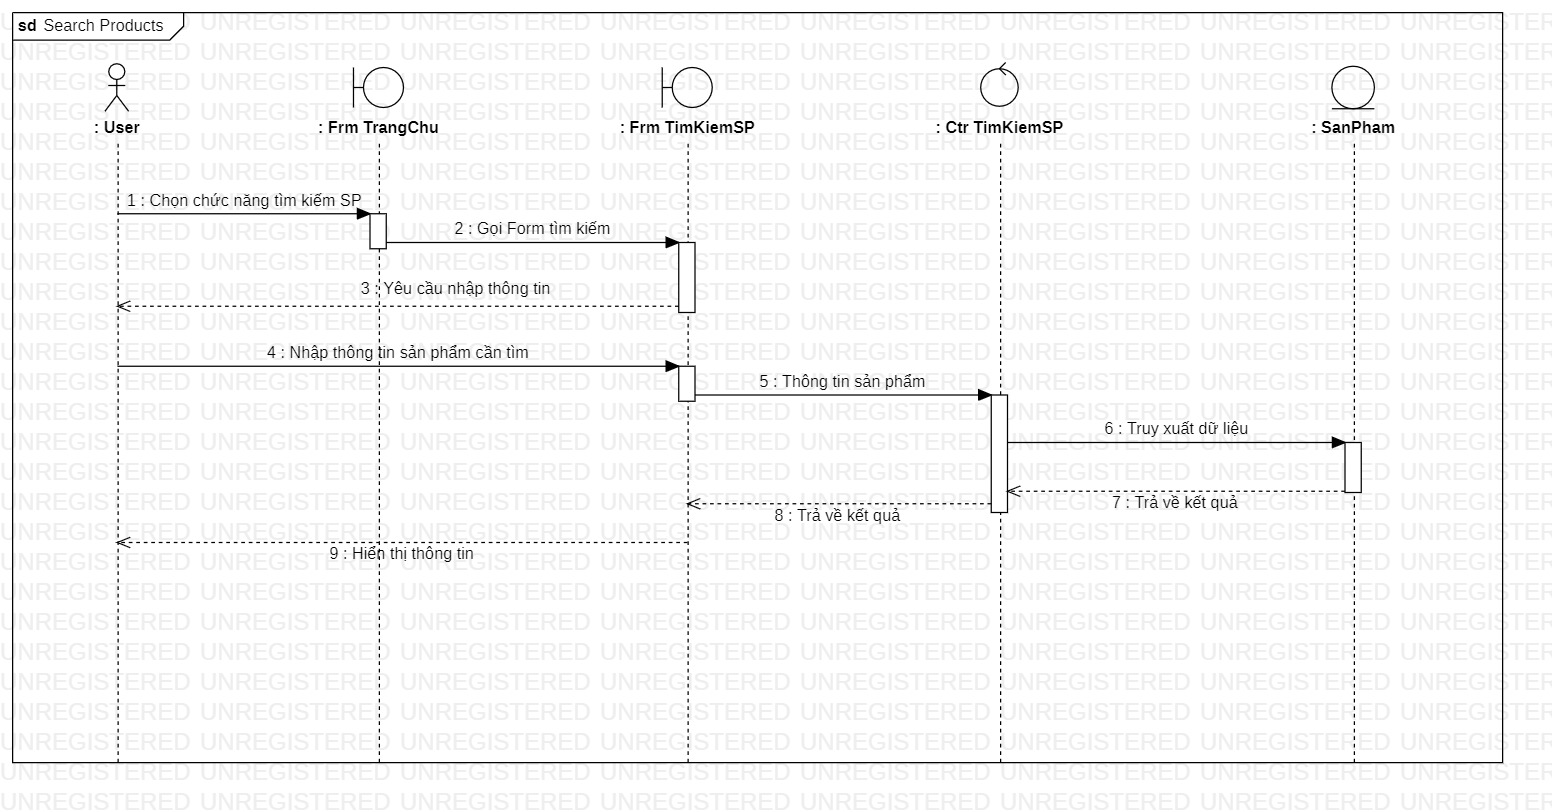 sd Search Products
: User
: Frm TrangChu
: Frm TimKiemSP
: Ctr TimKiemSP
: SanPham
1 : Chọn chức năng tìm kiếm SP
2 : Gọi Form tìm kiếm
3 : Yêu cầu nhập thông tin
4 : Nhập thông tin sản phẩm cần tìm
5 : Thông tin sản phẩm
6 : Truy xuất dữ liệu
7 : Trả về kết quả
8 : Trả về kết quả
9 : Hiển thị thông tin
UNREGISTERED